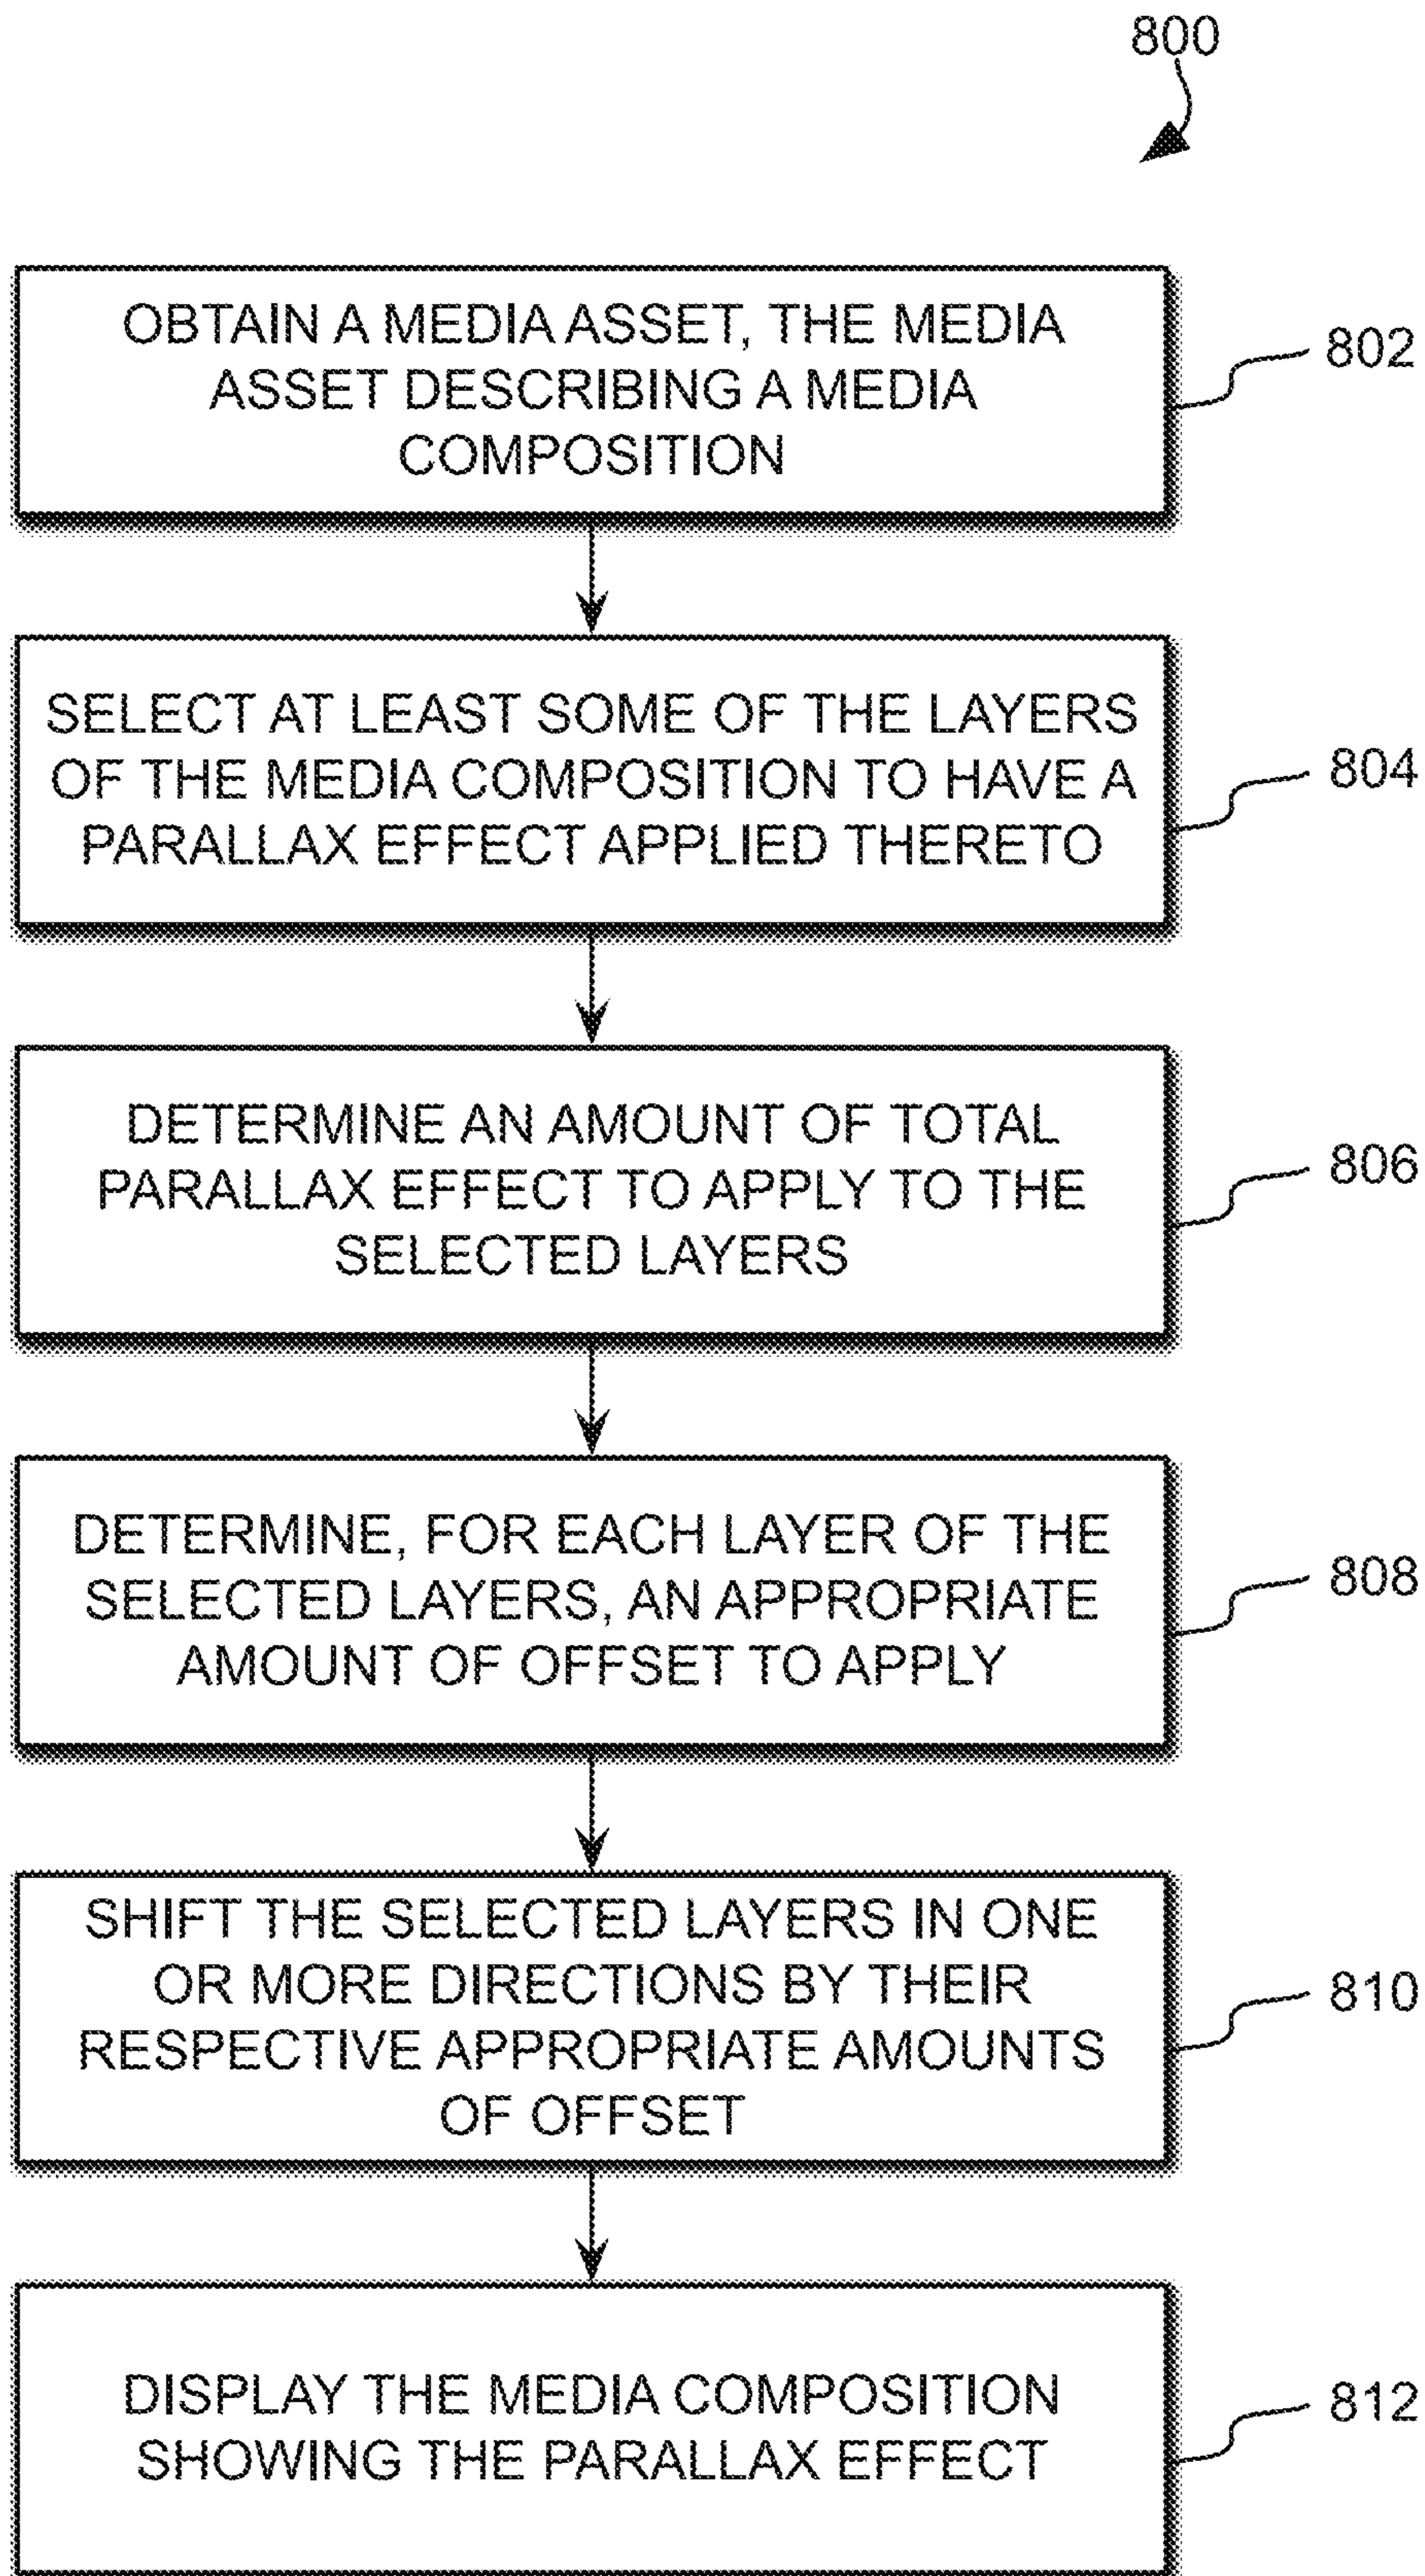 800
OBTAIN A MEDIA ASSET, THE MEDIA
ASSET DESCRIBING A MEDIA
COMPOSITION
802
SELECT AT LEAST SOME OF THE LAYERS
OF THE MEDIA COMPOSITION TO HAVE A
PARALLAX EFFECT APPLIED THERETO
804
DETERMINE AN AMOUNT OF TOTAL
PARALLAX EFFECT TO APPLY TO THE
SELECTED LAYERS
806
DETERMINE, FOR EACH LAYER OF THE
SELECTED LAYERS, AN APPROPRIATE
AMOUNT OF OFFSET TO APPLY
808
SHIFT THE SELECTED LAYERS IN ONE
OR MORE DIRECTIONS BY THEIR
RESPECTIVE APPROPRIATE AMOUNTS
OF OFFSET
810
DISPLAY THE MEDIA COMPOSITION
SHOWING THE PARALLAX EFFECT
812